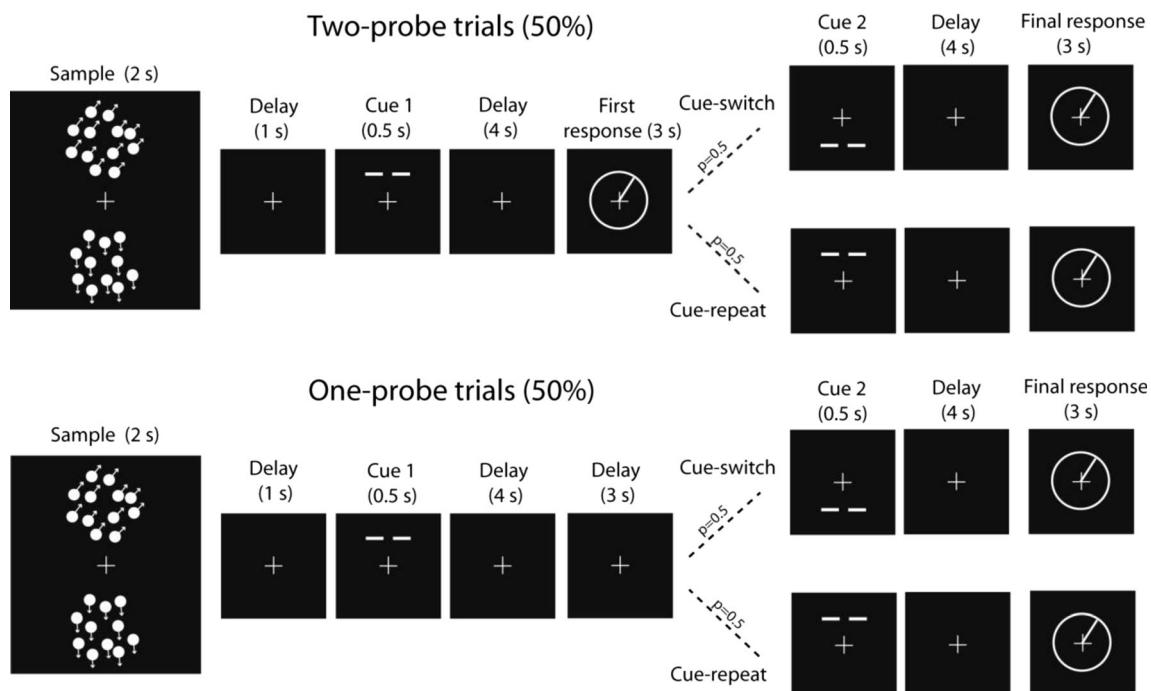 Two-probe trials (50%)
Sample (2 s)
Delay
(1 s)
Cue 1
(0.5 s)
Delay
(4 s)
First
response (3 s)
Cue-switch
p=0.5
p=0.5
Cue-repeat
Cue 2
(0.5 s)
Delay
(4 s)
Final response
(3 s)
One-probe trials (50%)
Sample (2 s)
Delay
(1 s)
Cue 1
(0.5 s)
Delay
(4 s)
Delay
(3 s)
Cue-switch
p=0.5
p=0.5
Cue-repeat
Cue 2
(0.5 s)
Delay
(4 s)
Final response
(3 s)